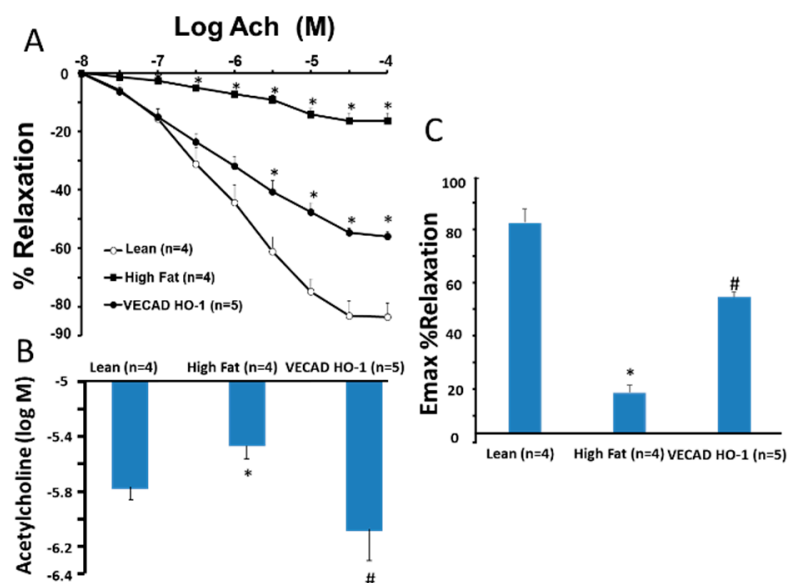 A
Log Ach (M)
-8 -7 -6 -5 -4
0
-20
-40
-60
-80
-90
% Relaxation
* * * * * * *
* * * *
Lean (n=4)
High Fat (n=4)
VECAD HO-1 (n=5)
B
Lean (n=4) High Fat (n=4) VECAD HO-1 (n=5)
-5
-5.4
-5.8
-6.2
-6.4
Acetylcholine (log M)
*
#
C
100
80
60
40
20
0
Emax %Relaxation
*
#
Lean (n=4) High Fat (n=4) VECAD HO-1 (n=5)